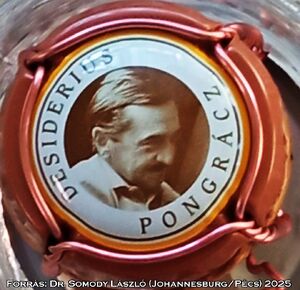 DESIDERIUS
PONGRÁCZ
Forrás: Dr. Somody László (Johannesburg/Pécs) 2025